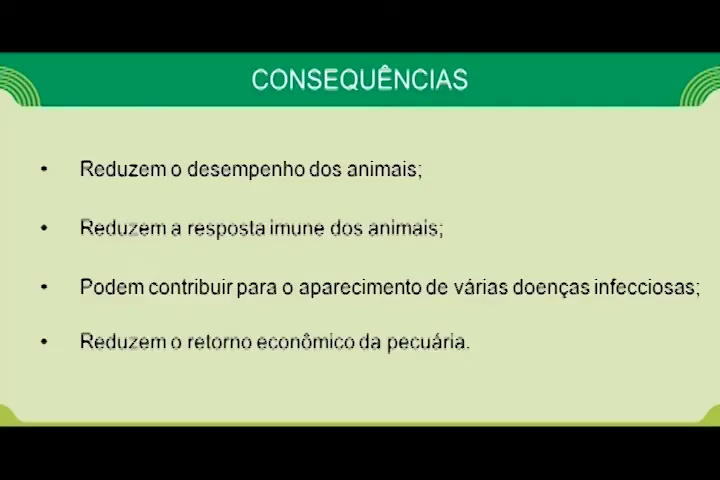 CONSEQUÊNCIAS
• Reduzem o desempenho dos animais;
• Reduzem a resposta imune dos animais;
• Podem contribuir para o aparecimento de várias doenças infecciosas;
• Reduzem o retorno econômico da pecuária.